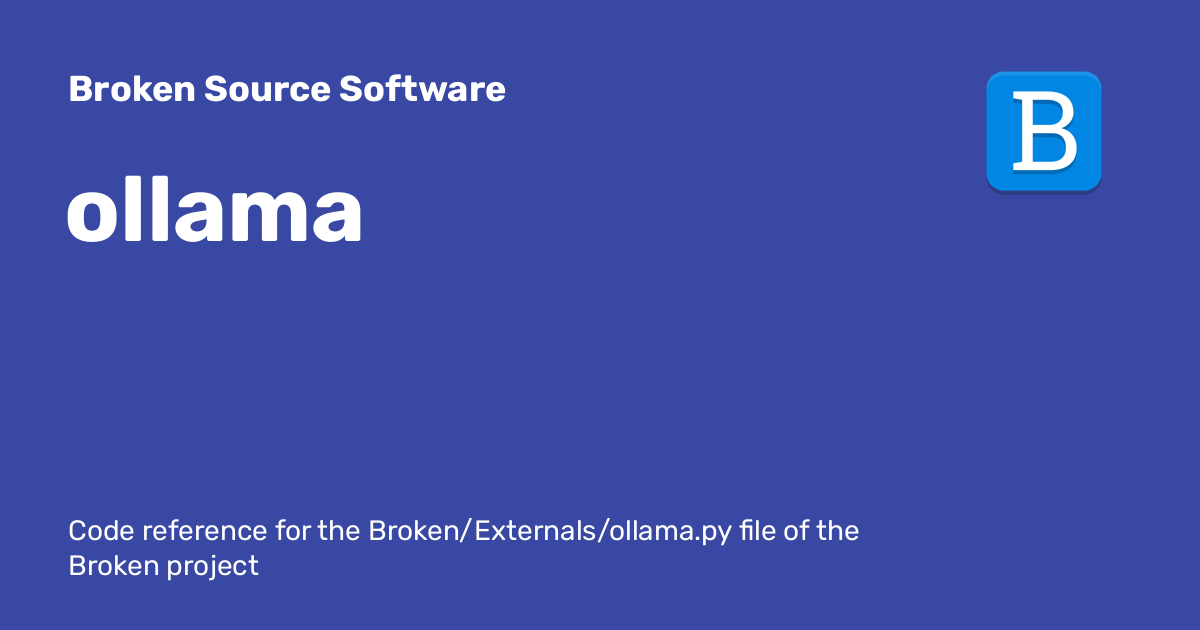 Broken Source Software
B
ollama
Code reference for the Broken/Externals/ollama.py file of the
Broken project